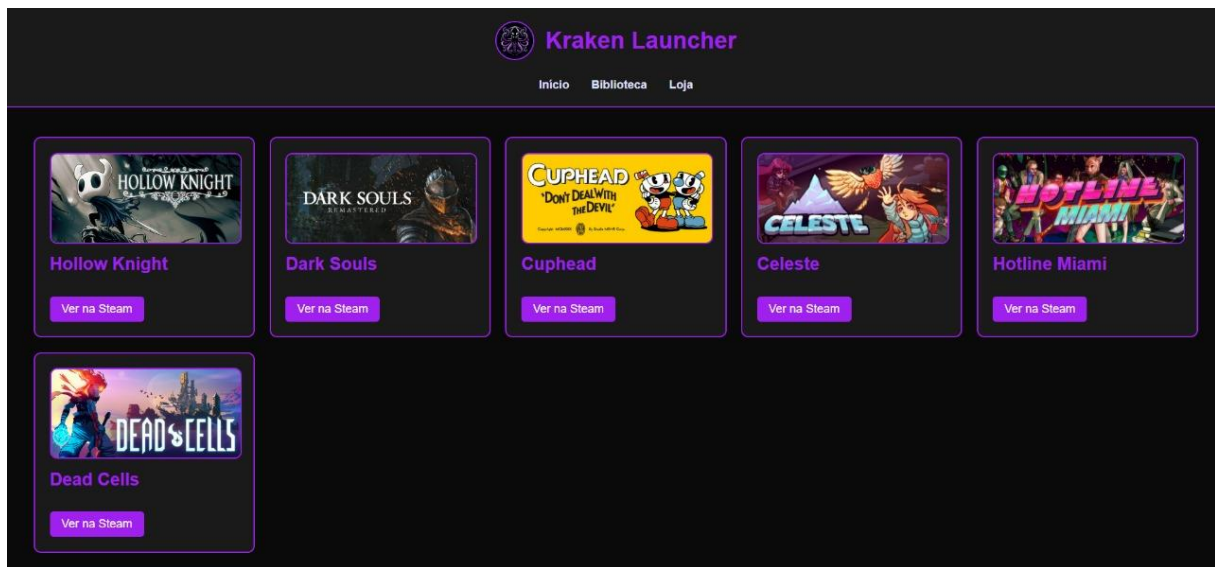 Kraken Launcher
Início Biblioteca Loja
HOLLOW KNIGHT
DARK SOULS
REMASTERED
CUPHEAD
"DON'T DEAL WITH
THE DEVIL"
CELESTE
HOTLINE
MIAMI
Hollow Knight
Dark Souls
Cuphead
Celeste
Hotline Miami
Ver na Steam
Ver na Steam
Ver na Steam
Ver na Steam
Ver na Steam
DEAD CELLS
Dead Cells
Ver na Steam